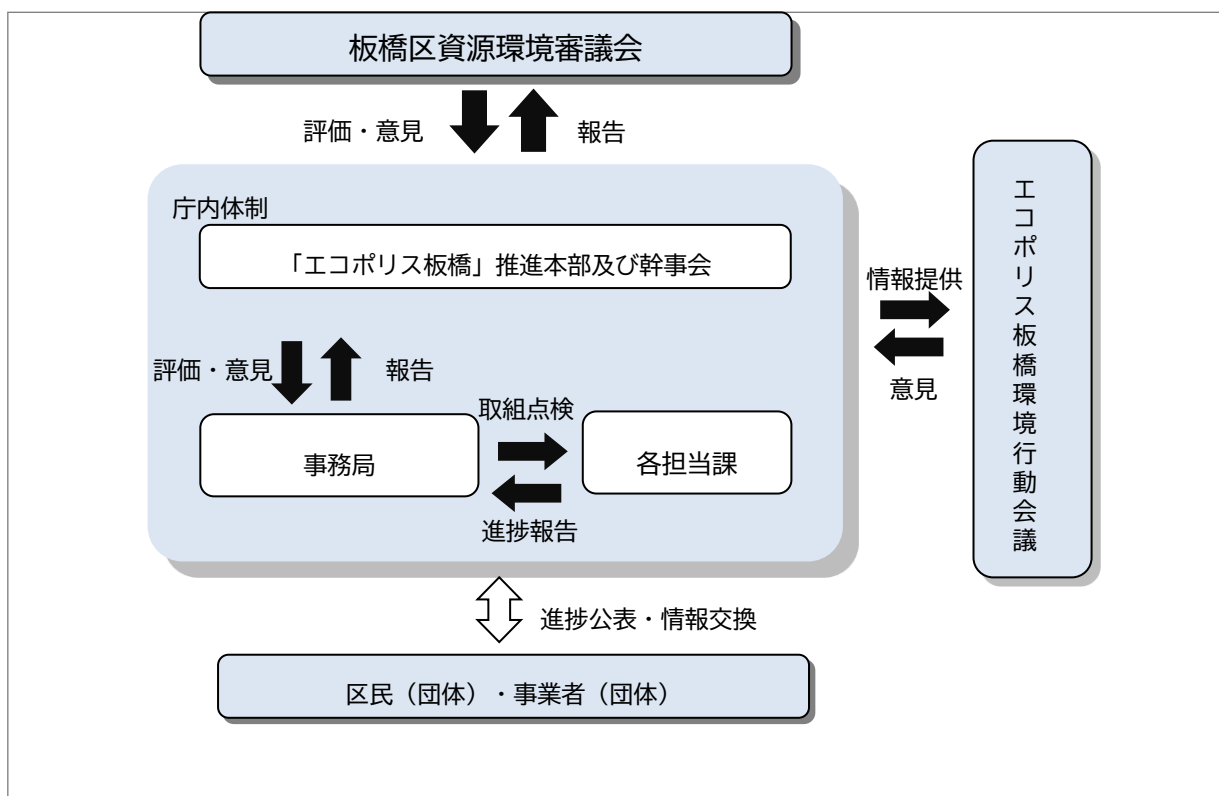 板橋区資源環境審議会
評価・意見
報告
庁内体制
「エコポリス板橋」推進本部及び幹事会
評価・意見
報告
取組点検
事務局
各担当課
進捗報告
情報提供
意見
エコポリス板橋環境行動会議
進捗公表・情報交換
区民（団体）・事業者（団体）